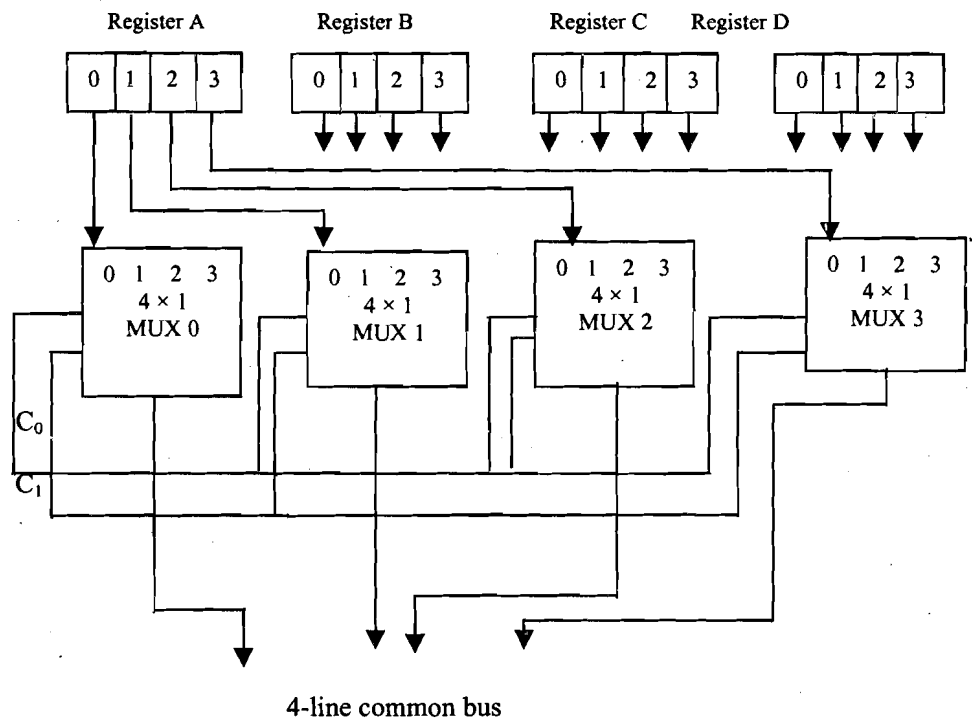 Register A Register B Register C Register D
0 1 2 3 0 1 2 3 0 1 2 3 0 1 2 3
0 1 2 3
4 × 1
MUX 0
0 1 2 3
4 × 1
MUX 1
0 1 2 3
4 × 1
MUX 2
0 1 2 3
4 × 1
MUX 3
C₀
C₁
4-line common bus